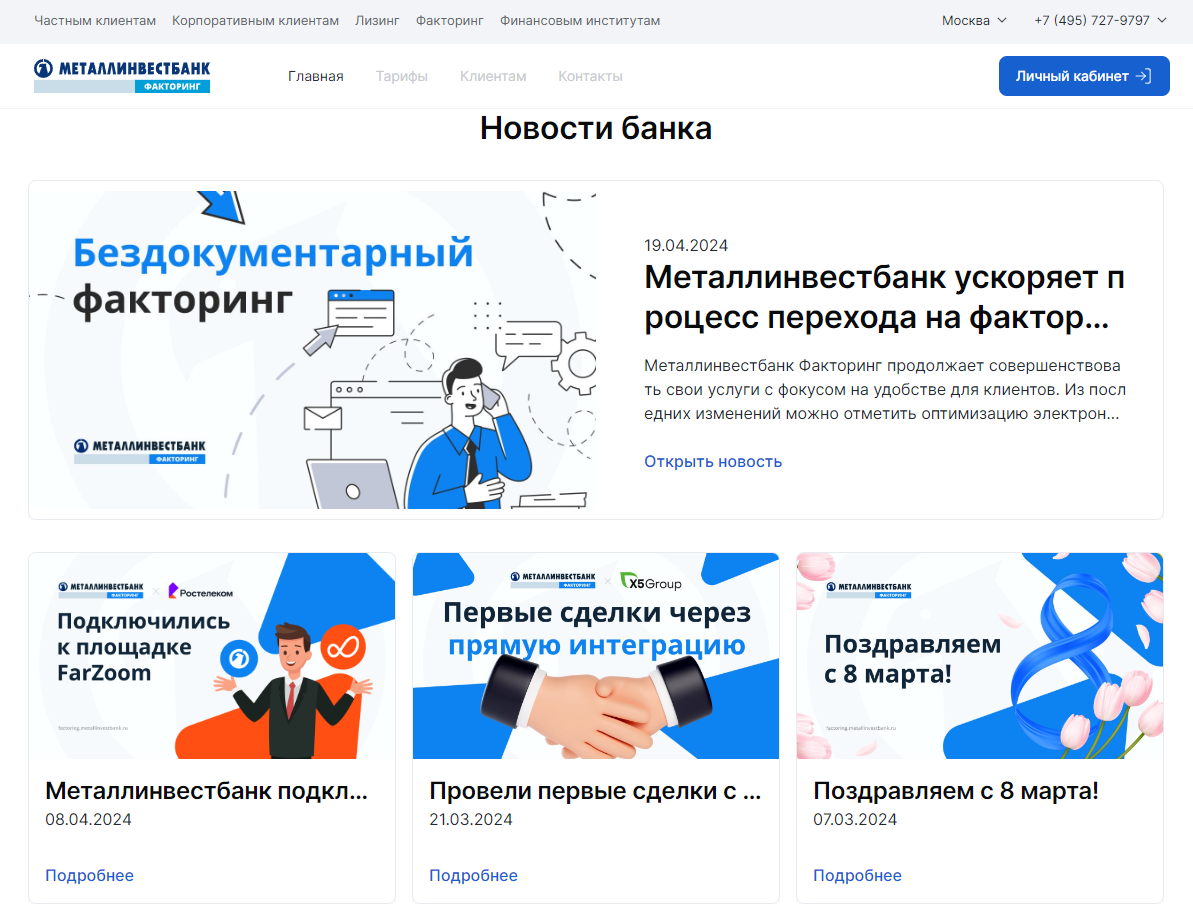 Частным клиентам Корпоративным клиентам Лизинг Факторинг Финансовым институтам Москва +7 (495) 727-9797
МЕТАЛЛИНВЕСТБАНК
ФАКТОРИНГ
Главная Тарифы Клиентам Контакты Личный кабинет
Новости банка
Бездокументарный
факторинг
МЕТАЛЛИНВЕСТБАНК
ФАКТОРИНГ
19.04.2024
Металлинвестбанк ускоряет п
роцесс перехода на фактор...
Металлинвестбанк Факторинг продолжает совершенствова
ть свои услуги с фокусом на удобстве для клиентов. Из посл
едних изменений можно отметить оптимизацию электрон...
Открыть новость
МЕТАЛЛИНВЕСТБАНК × Ростелеком
ФАКТОРИНГ
Подключились
к площадке
FarZoom
factoring.metallinvestbank.ru
Металлинвестбанк подкл...
08.04.2024
Подробнее
МЕТАЛЛИНВЕСТБАНК × X5Group
ФАКТОРИНГ
Первые сделки через
прямую интеграцию
Провели первые сделки с ...
21.03.2024
Подробнее
МЕТАЛЛИНВЕСТБАНК
ФАКТОРИНГ
Поздравляем
с 8 марта!
factoring.metallinvestbank.ru
Поздравляем с 8 марта!
07.03.2024
Подробнее